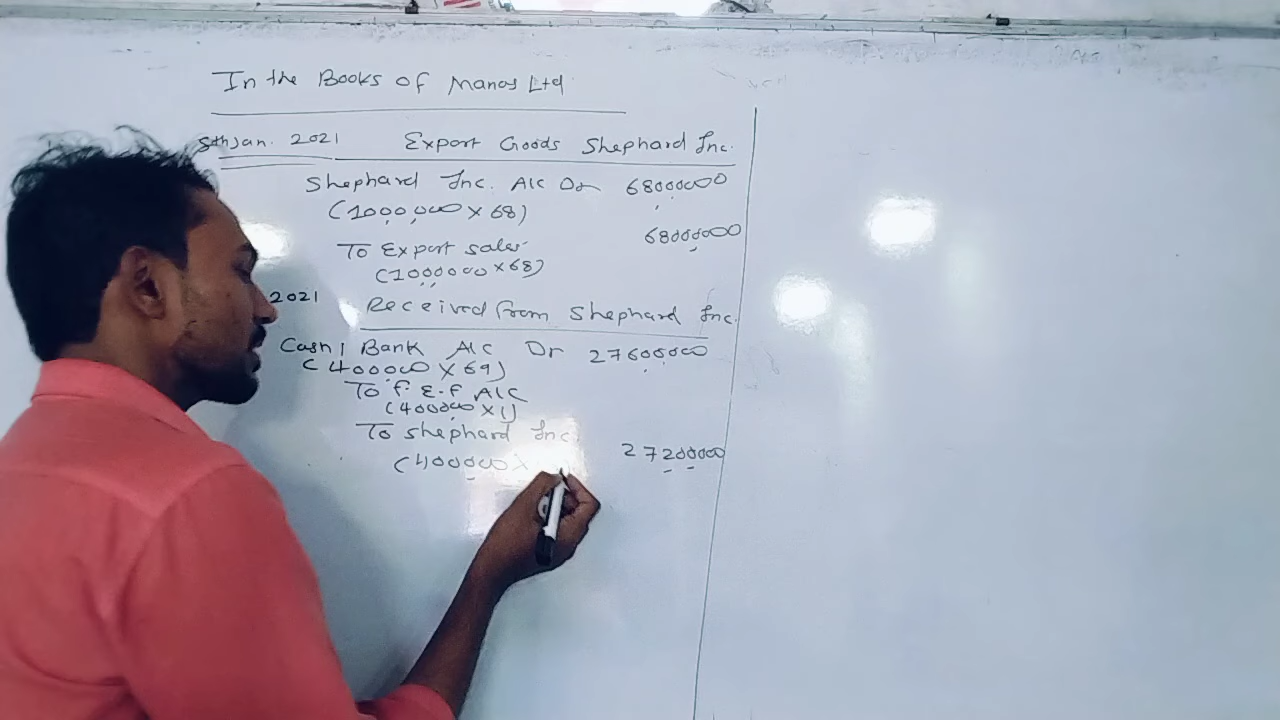 In the Books of Manas Ltd
5th Jan. 2021 Export Goods Shephard Inc.
Shephard Inc. A/c Dr 68000000
(1000,000 X 68)
To Export sales 68000000
(1000000 X 68)
2021 Received from Shephard Inc.
Cash / Bank A/c Dr 27600000
(400000 X 69)
To F.E.F A/C
(400000 X 1)
To Shephard Inc. 27200000
(400000 X